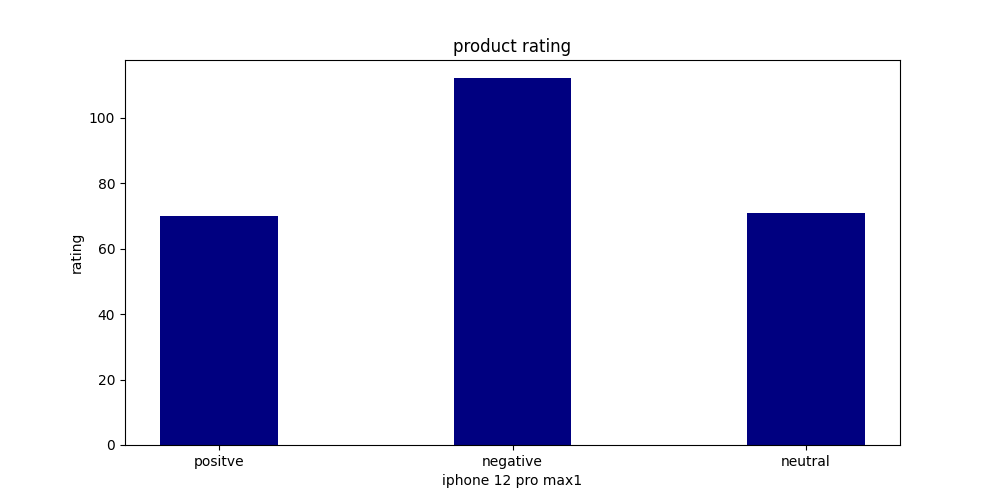 product rating
100
80
60
40
20
0
rating
positve
negative
neutral
iphone 12 pro max1